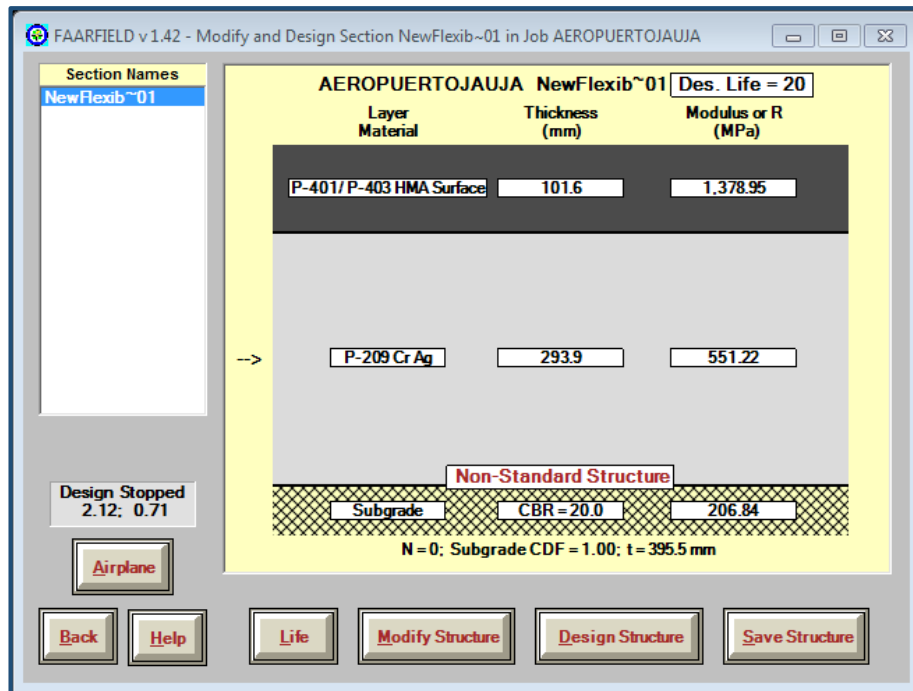 FAARFIELD v 1.42 - Modify and Design Section NewFlexib~01 in Job AEROPUERTOJAUJA
Section Names
NewFlexib~01
AEROPUERTOJAUJA NewFlexib~01 Des. Life = 20
Layer Material Thickness (mm) Modulus or R (MPa)
P-401/ P-403 HMA Surface 101.6 1,378.95
--> P-209 Cr Ag 293.9 551.22
Non-Standard Structure
Subgrade CBR = 20.0 206.84
N = 0; Subgrade CDF = 1.00; t = 395.5 mm
Design Stopped
2.12; 0.71
Airplane
Back Help Life Modify Structure Design Structure Save Structure